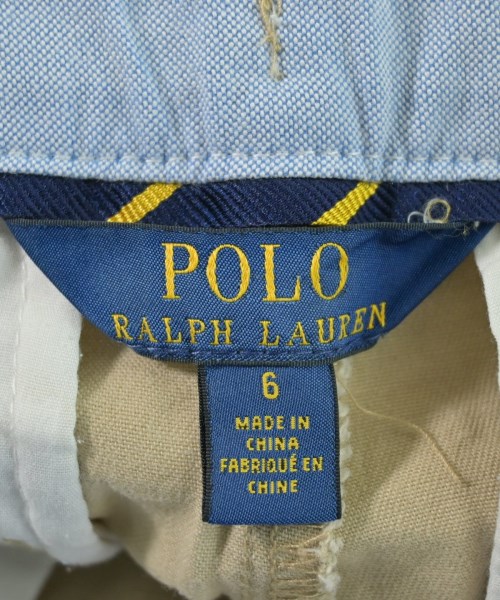 POLO
RALPH LAUREN
6
MADE IN
CHINA
FABRIQUÉ EN
CHINE